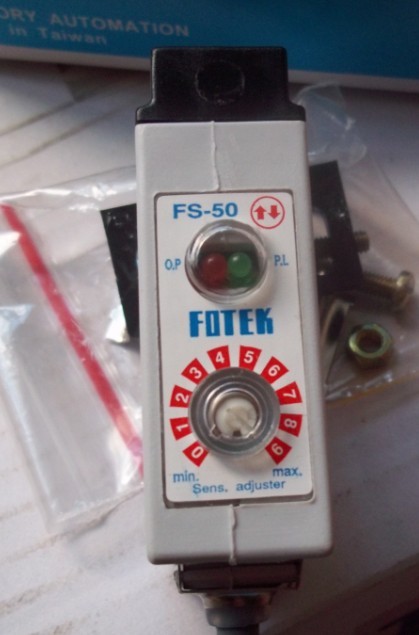 ORY AUTOMATION
in Taiwan
FS-50
O.P
P.L
FOTEK
0 1 2 3 4 5 6 7 8 9
min.
max.
Sens. adjuster